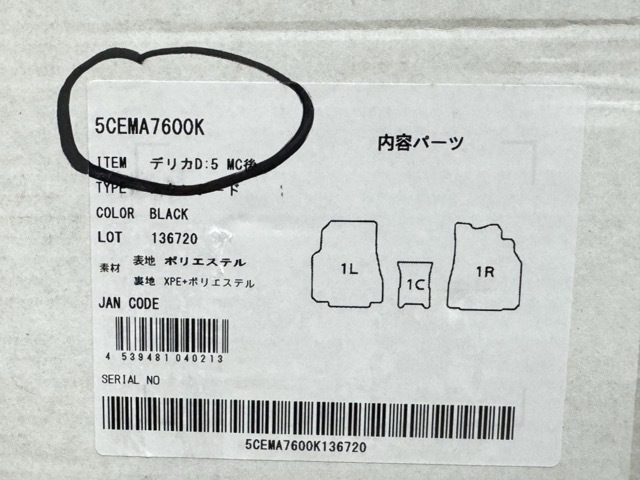 5CEMA7600K
ITEM デリカD:5 MC後
TYPE
COLOR BLACK
LOT 136720
素材 表地 ポリエステル
裏地 XPE+ポリエステル
JAN CODE
4 539481 040213
SERIAL NO
5CEMA7600K136720
内容パーツ
1L
1C
1R